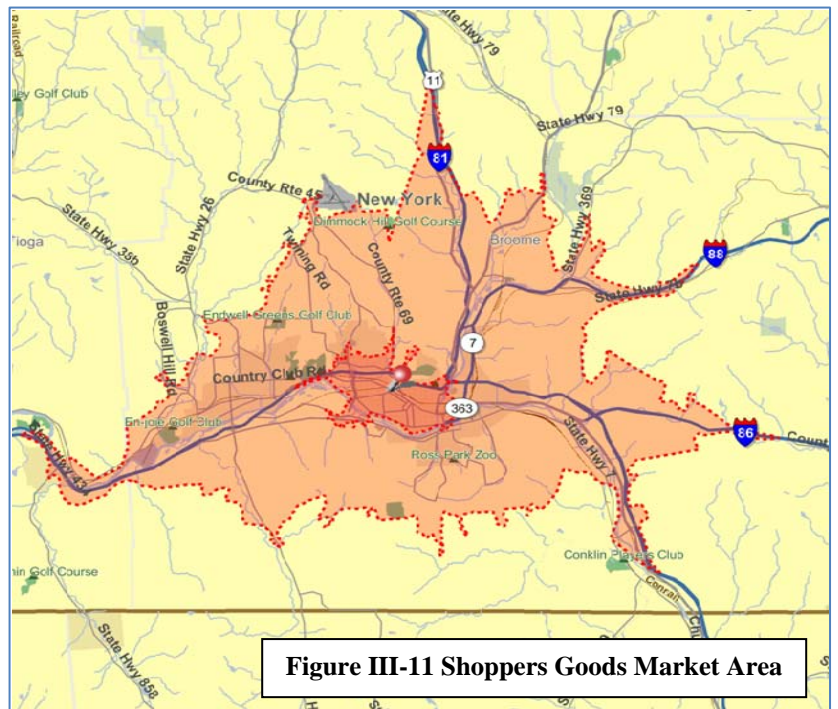 Railroad
State Hwy 79
11
lley Golf Club
State Hwy 79
81
County Rte 45
New York
State Hwy 26
Dimmock Hill Golf Course
State Hwy 369
State Hwy 38b
Tioga
Twining Rd
County Rte 69
Broome
88
State Hwy 7b
Boswell Hill Rd
Endwell Greens Golf Club
7
Country Club Rd
363
En-joie Golf Club
86
Count
State Hwy 43
State Hwy 7
Ross Park Zoo
Conklin Players Club
nin Golf Course
Conrail
State Hwy 858
Figure III-11 Shoppers Goods Market Area